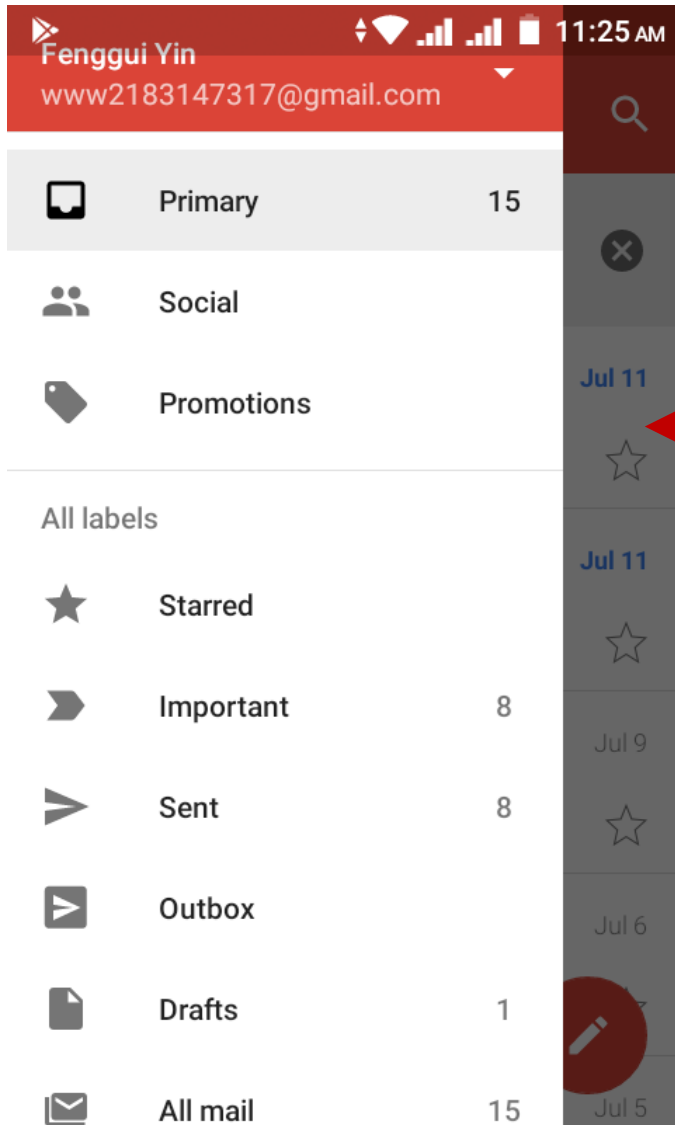 11:25 AM
Fenggui Yin
www2183147317@gmail.com
Primary 15
Social
Promotions
Jul 11
All labels
Jul 11
Starred
Important 8
Jul 9
Sent 8
Outbox
Jul 6
Drafts 1
All mail 15
Jul 5